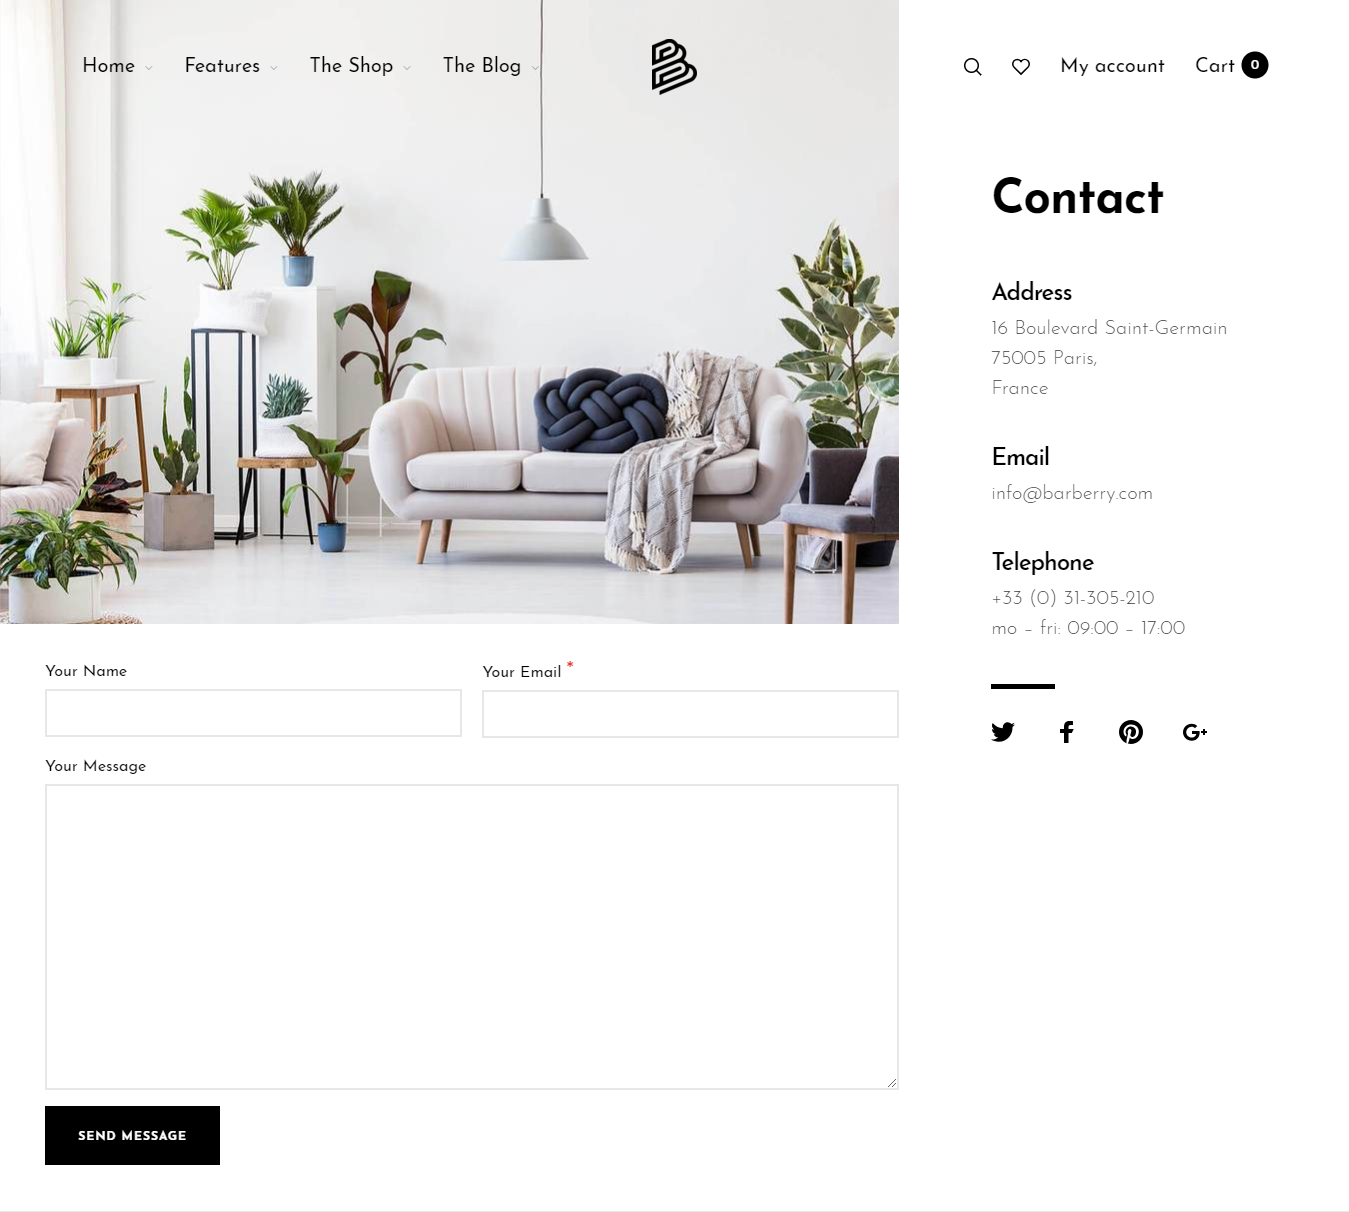 Home
Features
The Shop
The Blog
My account
Cart 0
Contact
Address
16 Boulevard Saint-Germain
75005 Paris,
France
Email
info@barberry.com
Telephone
+33 (0) 31-305-210
mo – fri: 09:00 – 17:00
Your Name
Your Email *
Your Message
SEND MESSAGE